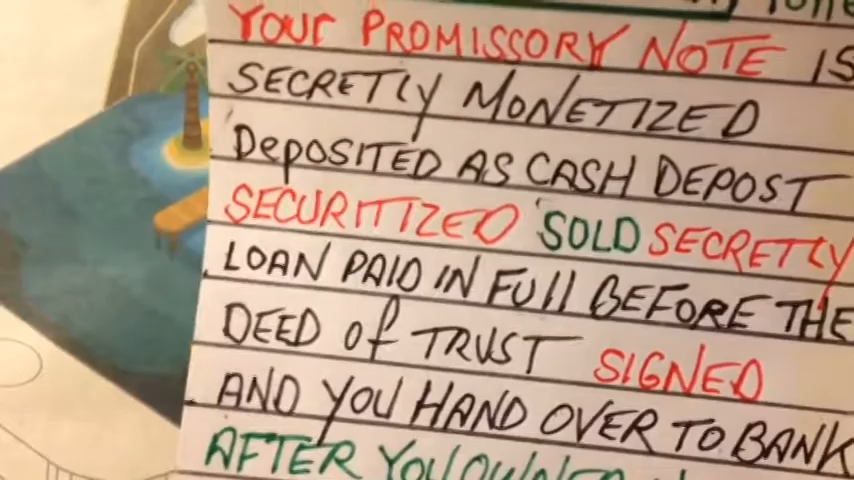 YOUR PROMISSORY NOTE IS
SECRETLY MONETIZED
DEPOSITED AS CASH DEPOST
SECURITIZED SOLD SECRETLY
LOAN PAID IN FULL BEFORE THE
DEED of TRUST SIGNED
AND YOU HAND OVER TO BANK
AFTER YOU